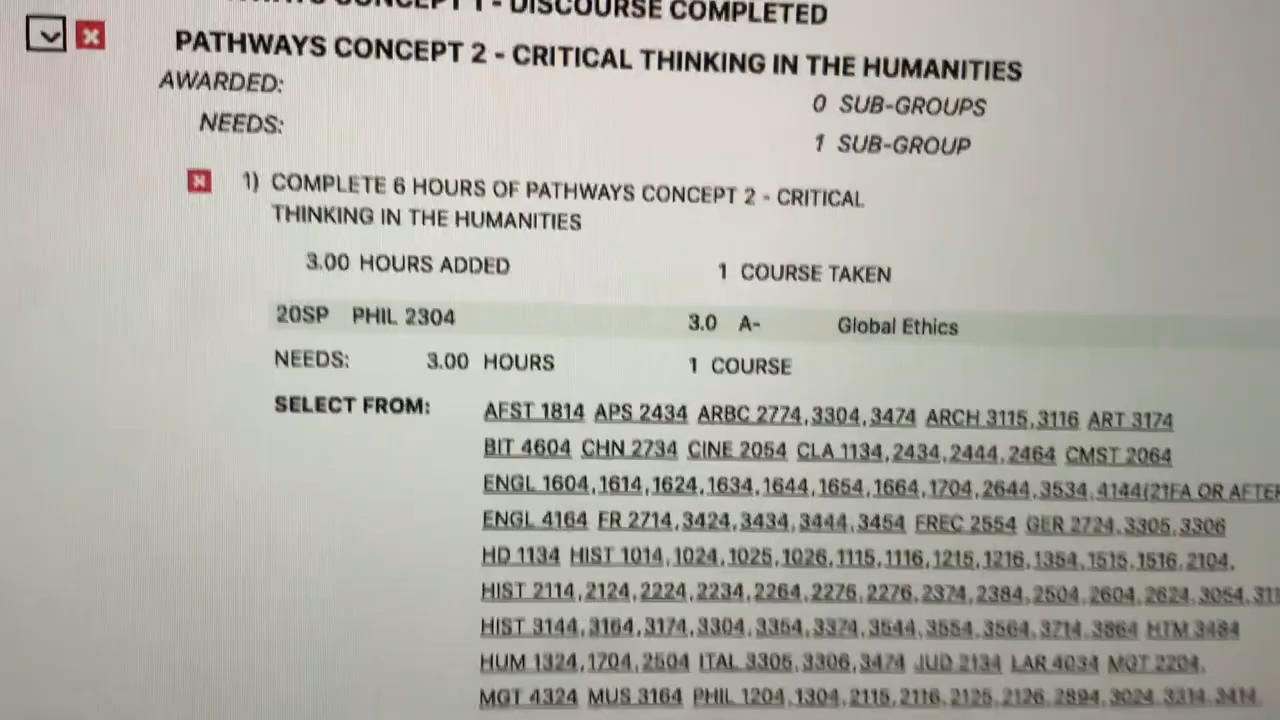 CONCEPT 1 - DISCOURSE COMPLETED
PATHWAYS CONCEPT 2 - CRITICAL THINKING IN THE HUMANITIES
AWARDED: 0 SUB-GROUPS
NEEDS: 1 SUB-GROUP
1) COMPLETE 6 HOURS OF PATHWAYS CONCEPT 2 - CRITICAL
THINKING IN THE HUMANITIES
3.00 HOURS ADDED 1 COURSE TAKEN
20SP PHIL 2304 3.0 A- Global Ethics
NEEDS: 3.00 HOURS 1 COURSE
SELECT FROM: AFST 1814 APS 2434 ARBC 2774,3304,3474 ARCH 3115,3116 ART 3174
BIT 4604 CHN 2734 CINE 2054 CLA 1134,2434,2444,2464 CMST 2064
ENGL 1604,1614,1624,1634,1644,1654,1664,1704,2644,3534,4144(21FA OR AFTER
ENGL 4164 FR 2714,3424,3434,3444,3454 FREC 2554 GER 2724,3305,3306
HD 1134 HIST 1014,1024,1025,1026,1115,1116,1215,1216,1354,1515,1516,2104,
HIST 2114,2124,2224,2234,2264,2275,2276,2374,2384,2504,2604,2624,3054,
HIST 3144,3164,3174,3304,3354,3374,3544,3554,3564,3714,3864 HTM 3484
HUM 1324,1704,2504 ITAL 3305,3306,3474 JUD 2134 LAR 4034 MGT 2204,
MGT 4324 MUS 3164 PHIL 1204,1304,2115,2116,2125,2126,2894,3024,3314,3414,